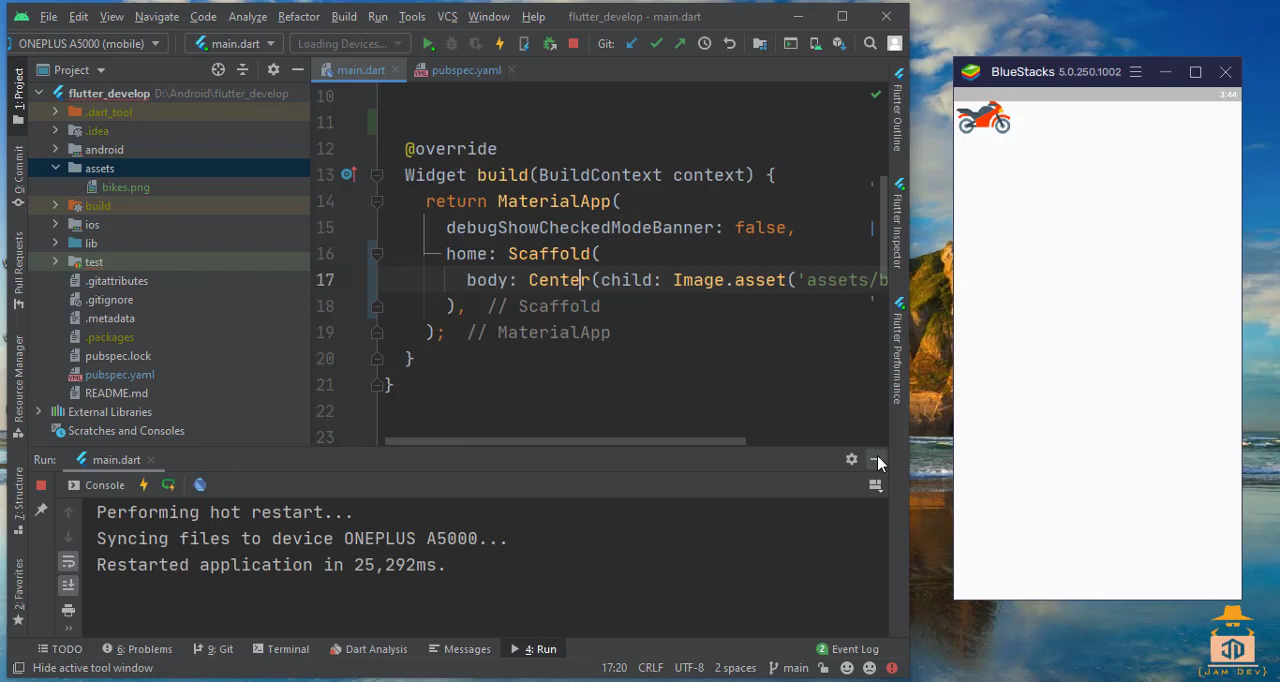 File Edit View Navigate Code Analyze Refactor Build Run Tools VCS Window Help flutter_develop - main.dart
ONEPLUS A5000 (mobile) main.dart Loading Devices... Git:
Project
main.dart pubspec.yaml
flutter_develop D:\Android\flutter_develop
.dart_tool
.idea
android
assets
bikes.png
build
ios
lib
test
.gitattributes
.gitignore
.metadata
.packages
pubspec.lock
pubspec.yaml
README.md
External Libraries
Scratches and Consoles
1: Project
Commit
Pull Requests
Resource Manager
Z: Structure
2: Favorites
10
11
12 @override
13 Widget build(BuildContext context) {
14 return MaterialApp(
15 debugShowCheckedModeBanner: false,
16 home: Scaffold(
17 body: Center(child: Image.asset('assets/b
18 ), // Scaffold
19 ); // MaterialApp
20 }
21 }
22
23
Flutter Outline
Flutter Inspector
Flutter Performance
Run: main.dart
Console
Performing hot restart...
Syncing files to device ONEPLUS A5000...
Restarted application in 25,292ms.
TODO 6: Problems 9: Git Terminal Dart Analysis Messages 4: Run 2 Event Log
Hide active tool window 17:20 CRLF UTF-8 2 spaces main
BlueStacks 5.0.250.1002
3:44
{JAM DEV}